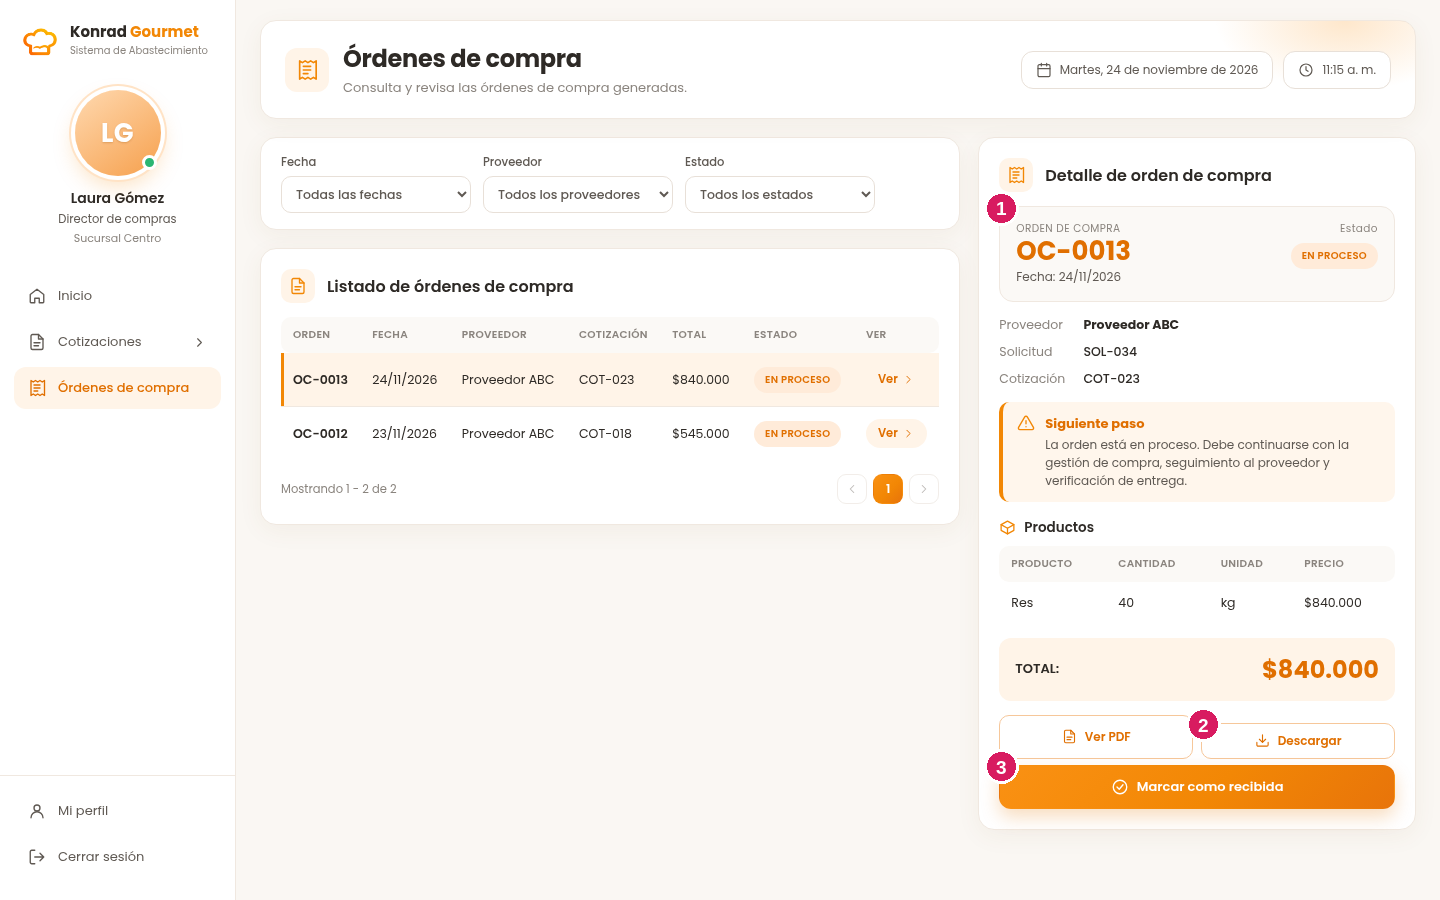 Konrad Gourmet
Sistema de Abastecimiento
LG
Laura Gómez
Director de compras
Sucursal Centro
Inicio
Cotizaciones
Órdenes de compra
Mi perfil
Cerrar sesión
Órdenes de compra
Consulta y revisa las órdenes de compra generadas.
Martes, 24 de noviembre de 2026
11:15 a. m.
Fecha Proveedor Estado
Todas las fechas Todos los proveedores Todos los estados
Listado de órdenes de compra
ORDEN FECHA PROVEEDOR COTIZACIÓN TOTAL ESTADO VER
OC-0013 24/11/2026 Proveedor ABC COT-023 $840.000 EN PROCESO Ver
OC-0012 23/11/2026 Proveedor ABC COT-018 $545.000 EN PROCESO Ver
Mostrando 1 - 2 de 2
1
Detalle de orden de compra
1
ORDEN DE COMPRA Estado
OC-0013 EN PROCESO
Fecha: 24/11/2026
Proveedor Proveedor ABC
Solicitud SOL-034
Cotización COT-023
Siguiente paso
La orden está en proceso. Debe continuarse con la
gestión de compra, seguimiento al proveedor y
verificación de entrega.
Productos
PRODUCTO CANTIDAD UNIDAD PRECIO
Res 40 kg $840.000
TOTAL: $840.000
Ver PDF
2
Descargar
3
Marcar como recibida